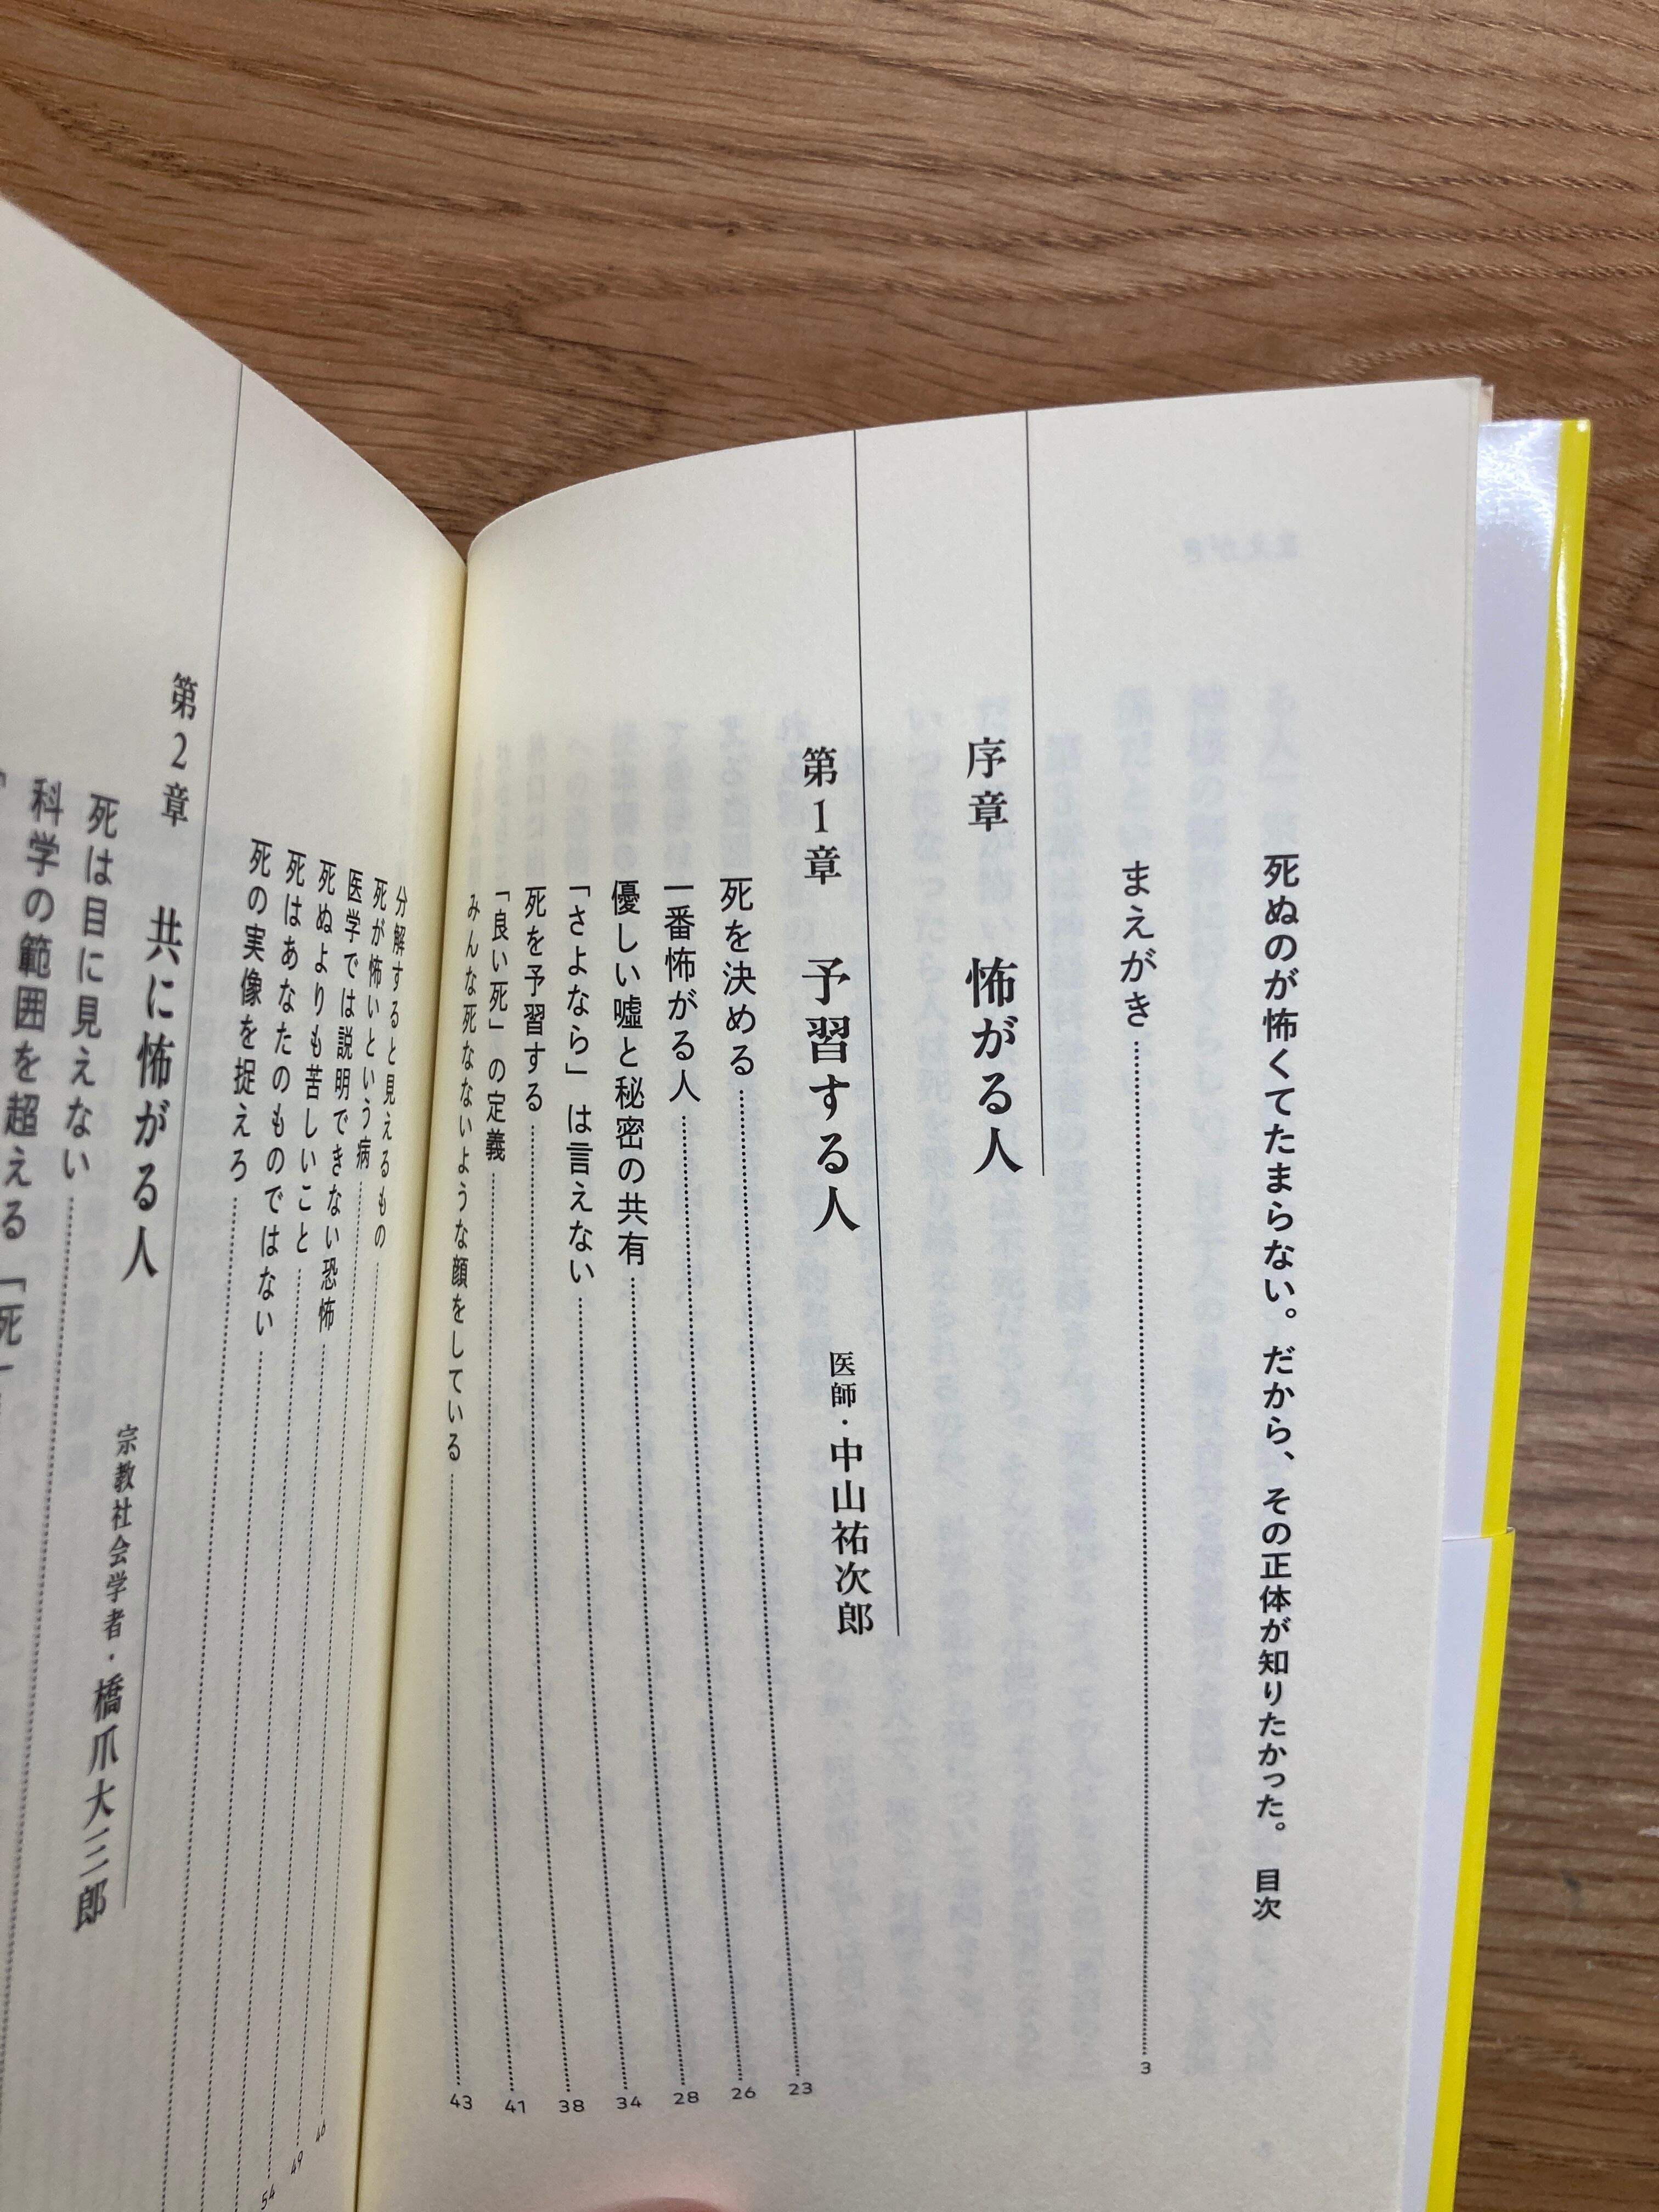 死ぬのが怖くてたまらない。だから、その正体が知りたかった。 目次
まえがき 3
序章 怖がる人
第1章 予習する人 医師・中山祐次郎
死を決める 23
一番怖がる人 26
優しい嘘と秘密の共有 28
「さよなら」は言えない 34
死を予習する 38
「良い死」の定義 41
みんな死なないような顔をしている 43
分解すると見えるもの
死が怖いという病
医学では説明できない恐怖
死ぬよりも苦しいこと
死はあなたのものではない
死の実像を捉えろ
第2章 共に怖がる人 宗教社会学者・橋爪大三郎
死は目に見えない
科学の範囲を超える「死」